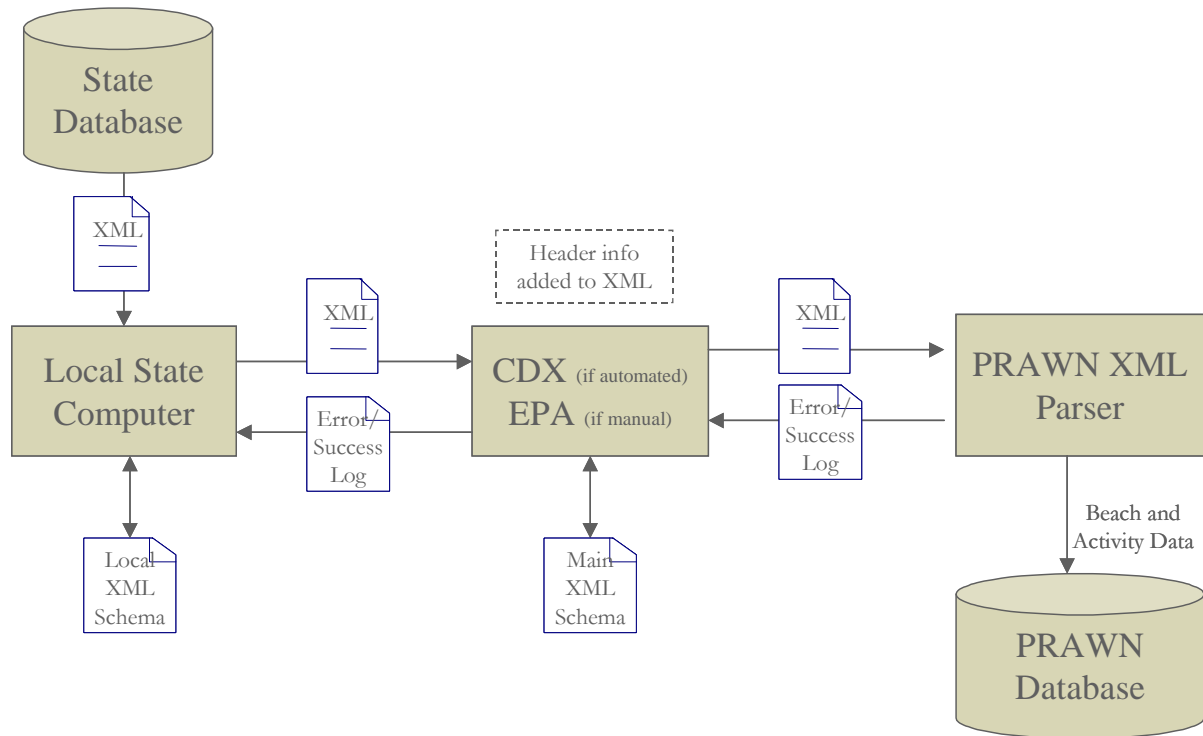 State
Database
XML
Header info
added to XML
XML
XML
Local State
Computer
CDX (if automated)
EPA (if manual)
PRAWN XML
Parser
Error/
Success
Log
Error/
Success
Log
Beach and
Activity Data
Local
XML
Schema
Main
XML
Schema
PRAWN
Database